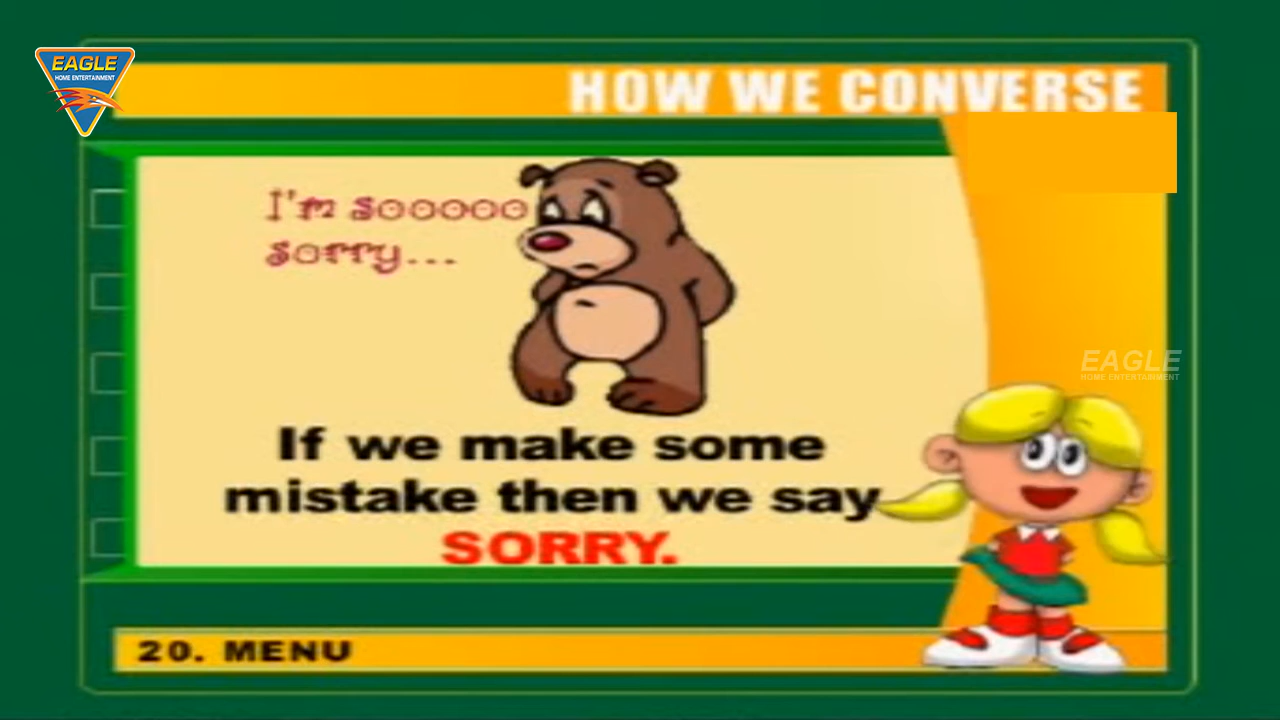 EAGLE
HOME ENTERTAINMENT
HOW WE CONVERSE
I'm sooooo
sorry...
EAGLE
HOME ENTERTAINMENT
If we make some
mistake then we say
SORRY.
20. MENU